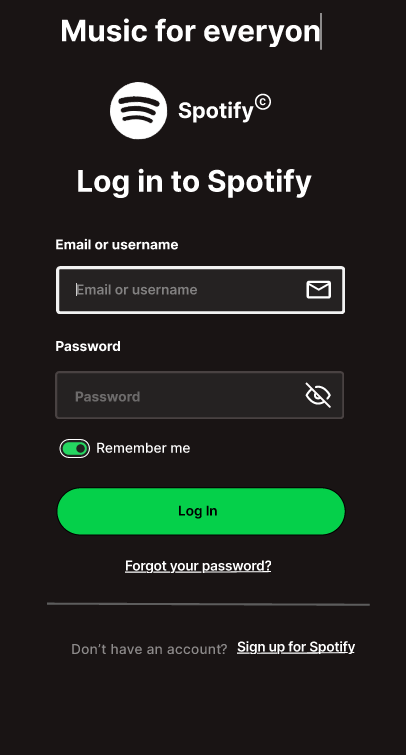 Music for everyon
Spotify©
Log in to Spotify
Email or username
Email or username
Password
Password
Remember me
Log In
Forgot your password?
Don't have an account? Sign up for Spotify